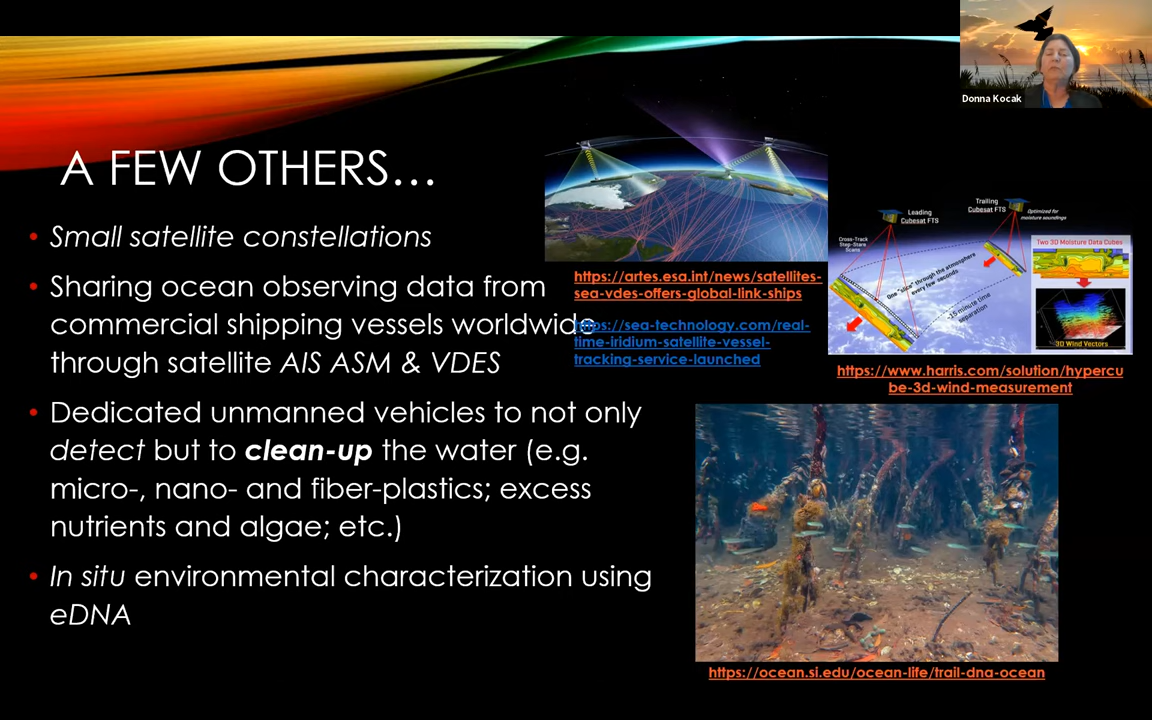 Donna Kocak
A FEW OTHERS...
• Small satellite constellations
• Sharing ocean observing data from
commercial shipping vessels worldwide
through satellite AIS ASM & VDES
• Dedicated unmanned vehicles to not only
detect but to clean-up the water (e.g.
micro-, nano- and fiber-plastics; excess
nutrients and algae; etc.)
• In situ environmental characterization using
eDNA
https://artes.esa.int/news/satellites-
sea-vdes-offers-global-link-ships
https://sea-technology.com/real-
time-iridium-satellite-vessel-
tracking-service-launched
Leading
Cubesat FTS
Trailing
Cubesat FTS
Optimized for
moisture soundings
Cross-Track
Step-Stare
Scans
One "slice" through the atmosphere
every few seconds
~15 minute time
separation
Two 3D Moisture Data Cubes
3D Wind Vectors
https://www.harris.com/solution/hypercu
be-3d-wind-measurement
https://ocean.si.edu/ocean-life/trail-dna-ocean